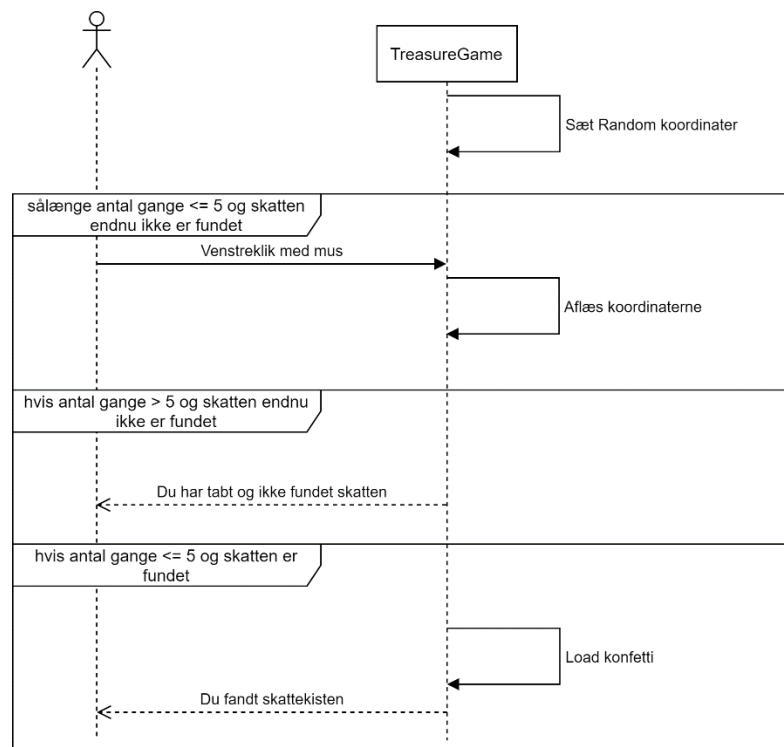 TreasureGame
Sæt Random koordinater
sålænge antal gange <= 5 og skatten
endnu ikke er fundet
Venstreklik med mus
Aflæs koordinaterne
hvis antal gange > 5 og skatten endnu
ikke er fundet
Du har tabt og ikke fundet skatten
hvis antal gange <= 5 og skatten er
fundet
Load konfetti
Du fandt skattekisten